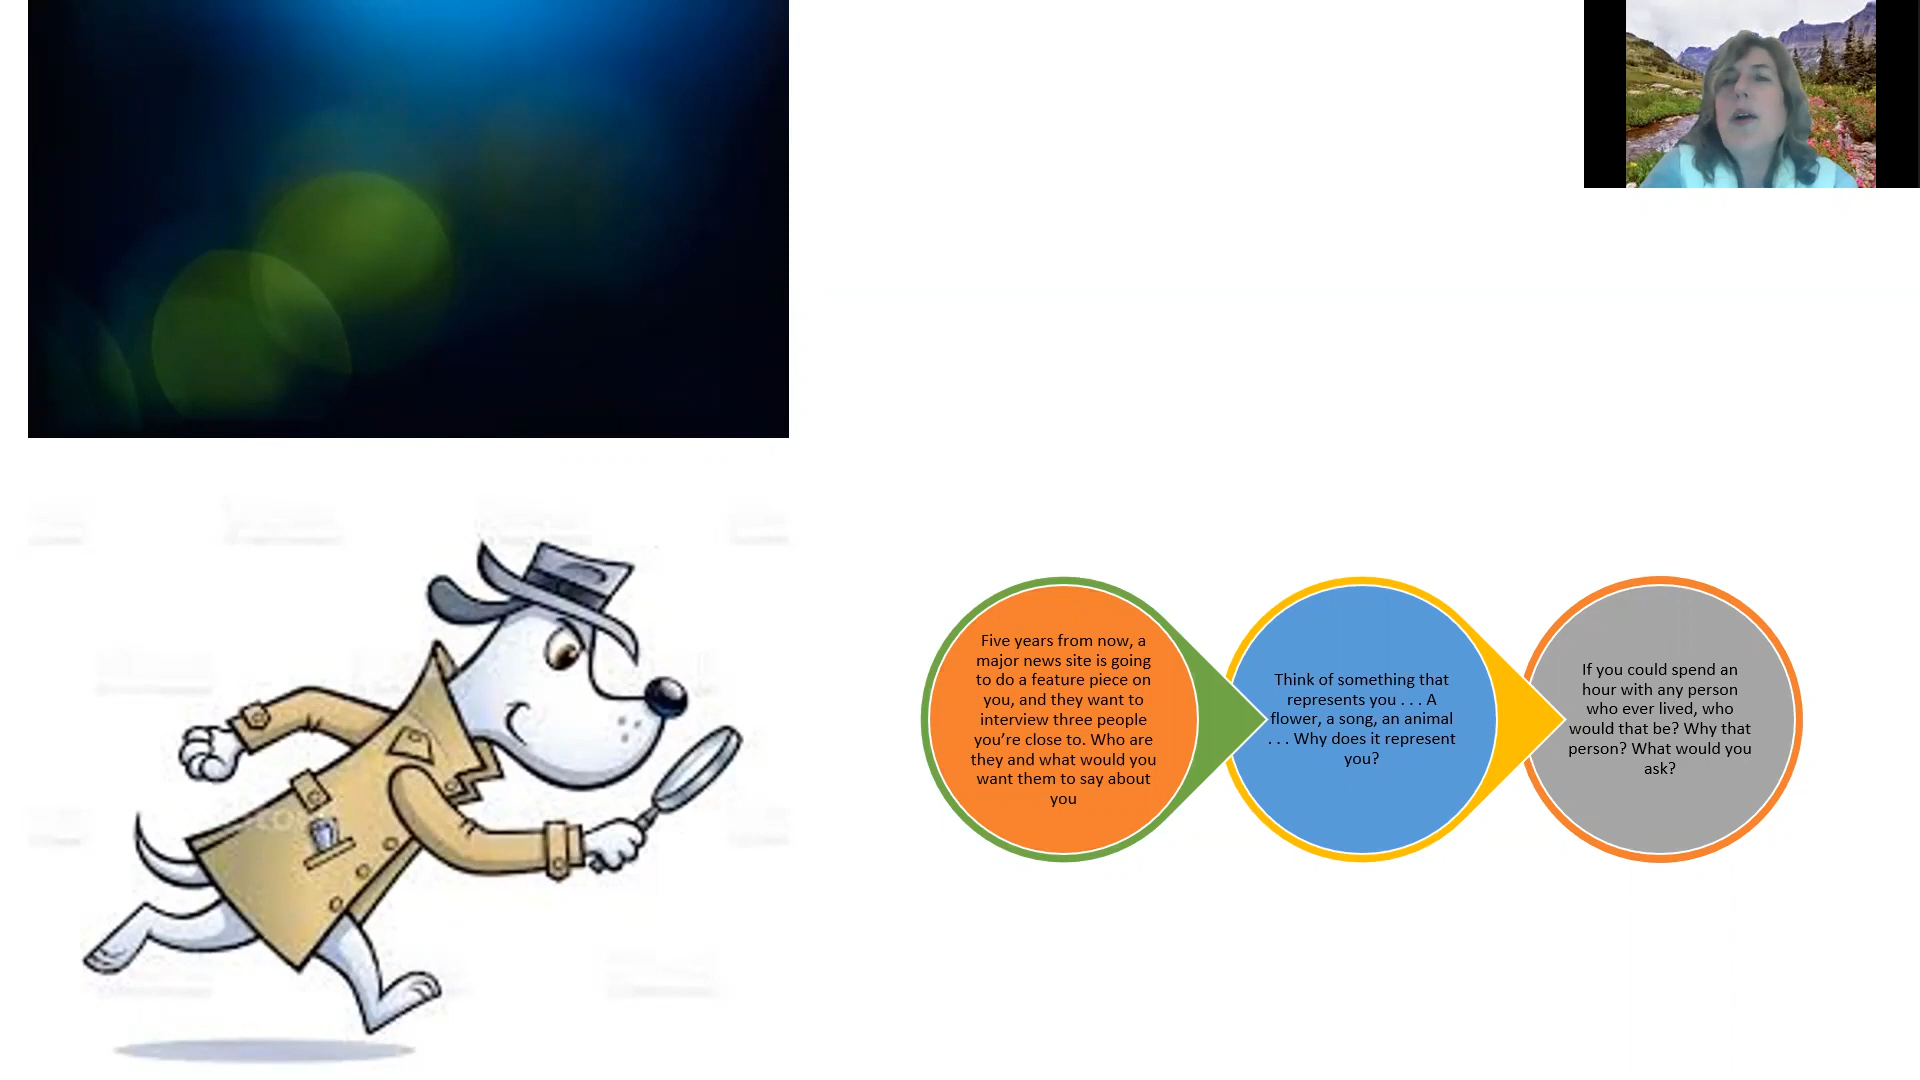 Five years from now, a
major news site is going
to do a feature piece on
you, and they want to
interview three people
you're close to. Who are
they and what would you
want them to say about
you
Think of something that
represents you . . . A
flower, a song, an animal
. . . Why does it represent
you?
If you could spend an
hour with any person
who ever lived, who
would that be? Why that
person? What would you
ask?